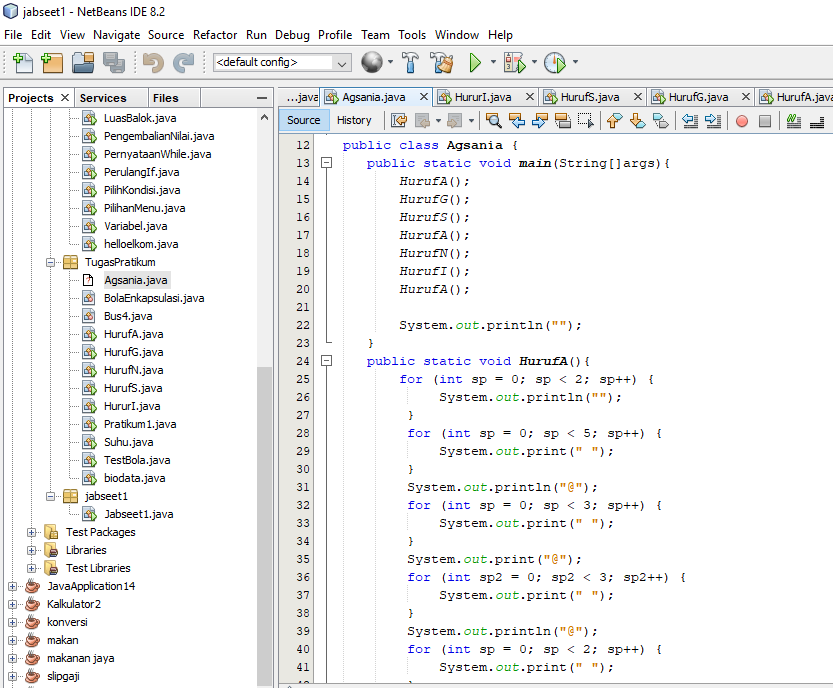 jabseet1 - NetBeans IDE 8.2
File Edit View Navigate Source Refactor Run Debug Profile Team Tools Window Help
<default config>
Projects Services Files
...java Agsania.java HururI.java HurufS.java HurufG.java HurufA.java
Source History
LuasBalok.java
PengembalianNilai.java
PernyataanWhile.java
PerulangIf.java
PilihKondisi.java
PilihanMenu.java
Variabel.java
helloelkom.java
TugasPratikum
Agsania.java
BolaEnkapsulasi.java
Bus4.java
HurufA.java
HurufG.java
HurufN.java
HurufS.java
HururI.java
Pratikum1.java
Suhu.java
TestBola.java
biodata.java
jabseet1
Jabseet1.java
Test Packages
Libraries
Test Libraries
JavaApplication14
Kalkulator2
konversi
makan
makanan jaya
slipgaji
12 public class Agsania {
13 public static void main(String[]args){
14 HurufA();
15 HurufG();
16 HurufS();
17 HurufA();
18 HurufN();
19 HurufI();
20 HurufA();
21
22 System.out.println("");
23 }
24 public static void HurufA(){
25 for (int sp = 0; sp < 2; sp++) {
26 System.out.println("");
27 }
28 for (int sp = 0; sp < 5; sp++) {
29 System.out.print(" ");
30 }
31 System.out.println("@");
32 for (int sp = 0; sp < 3; sp++) {
33 System.out.print(" ");
34 }
35 System.out.print("@");
36 for (int sp2 = 0; sp2 < 3; sp2++) {
37 System.out.print(" ");
38 }
39 System.out.println("@");
40 for (int sp = 0; sp < 2; sp++) {
41 System.out.print(" ");